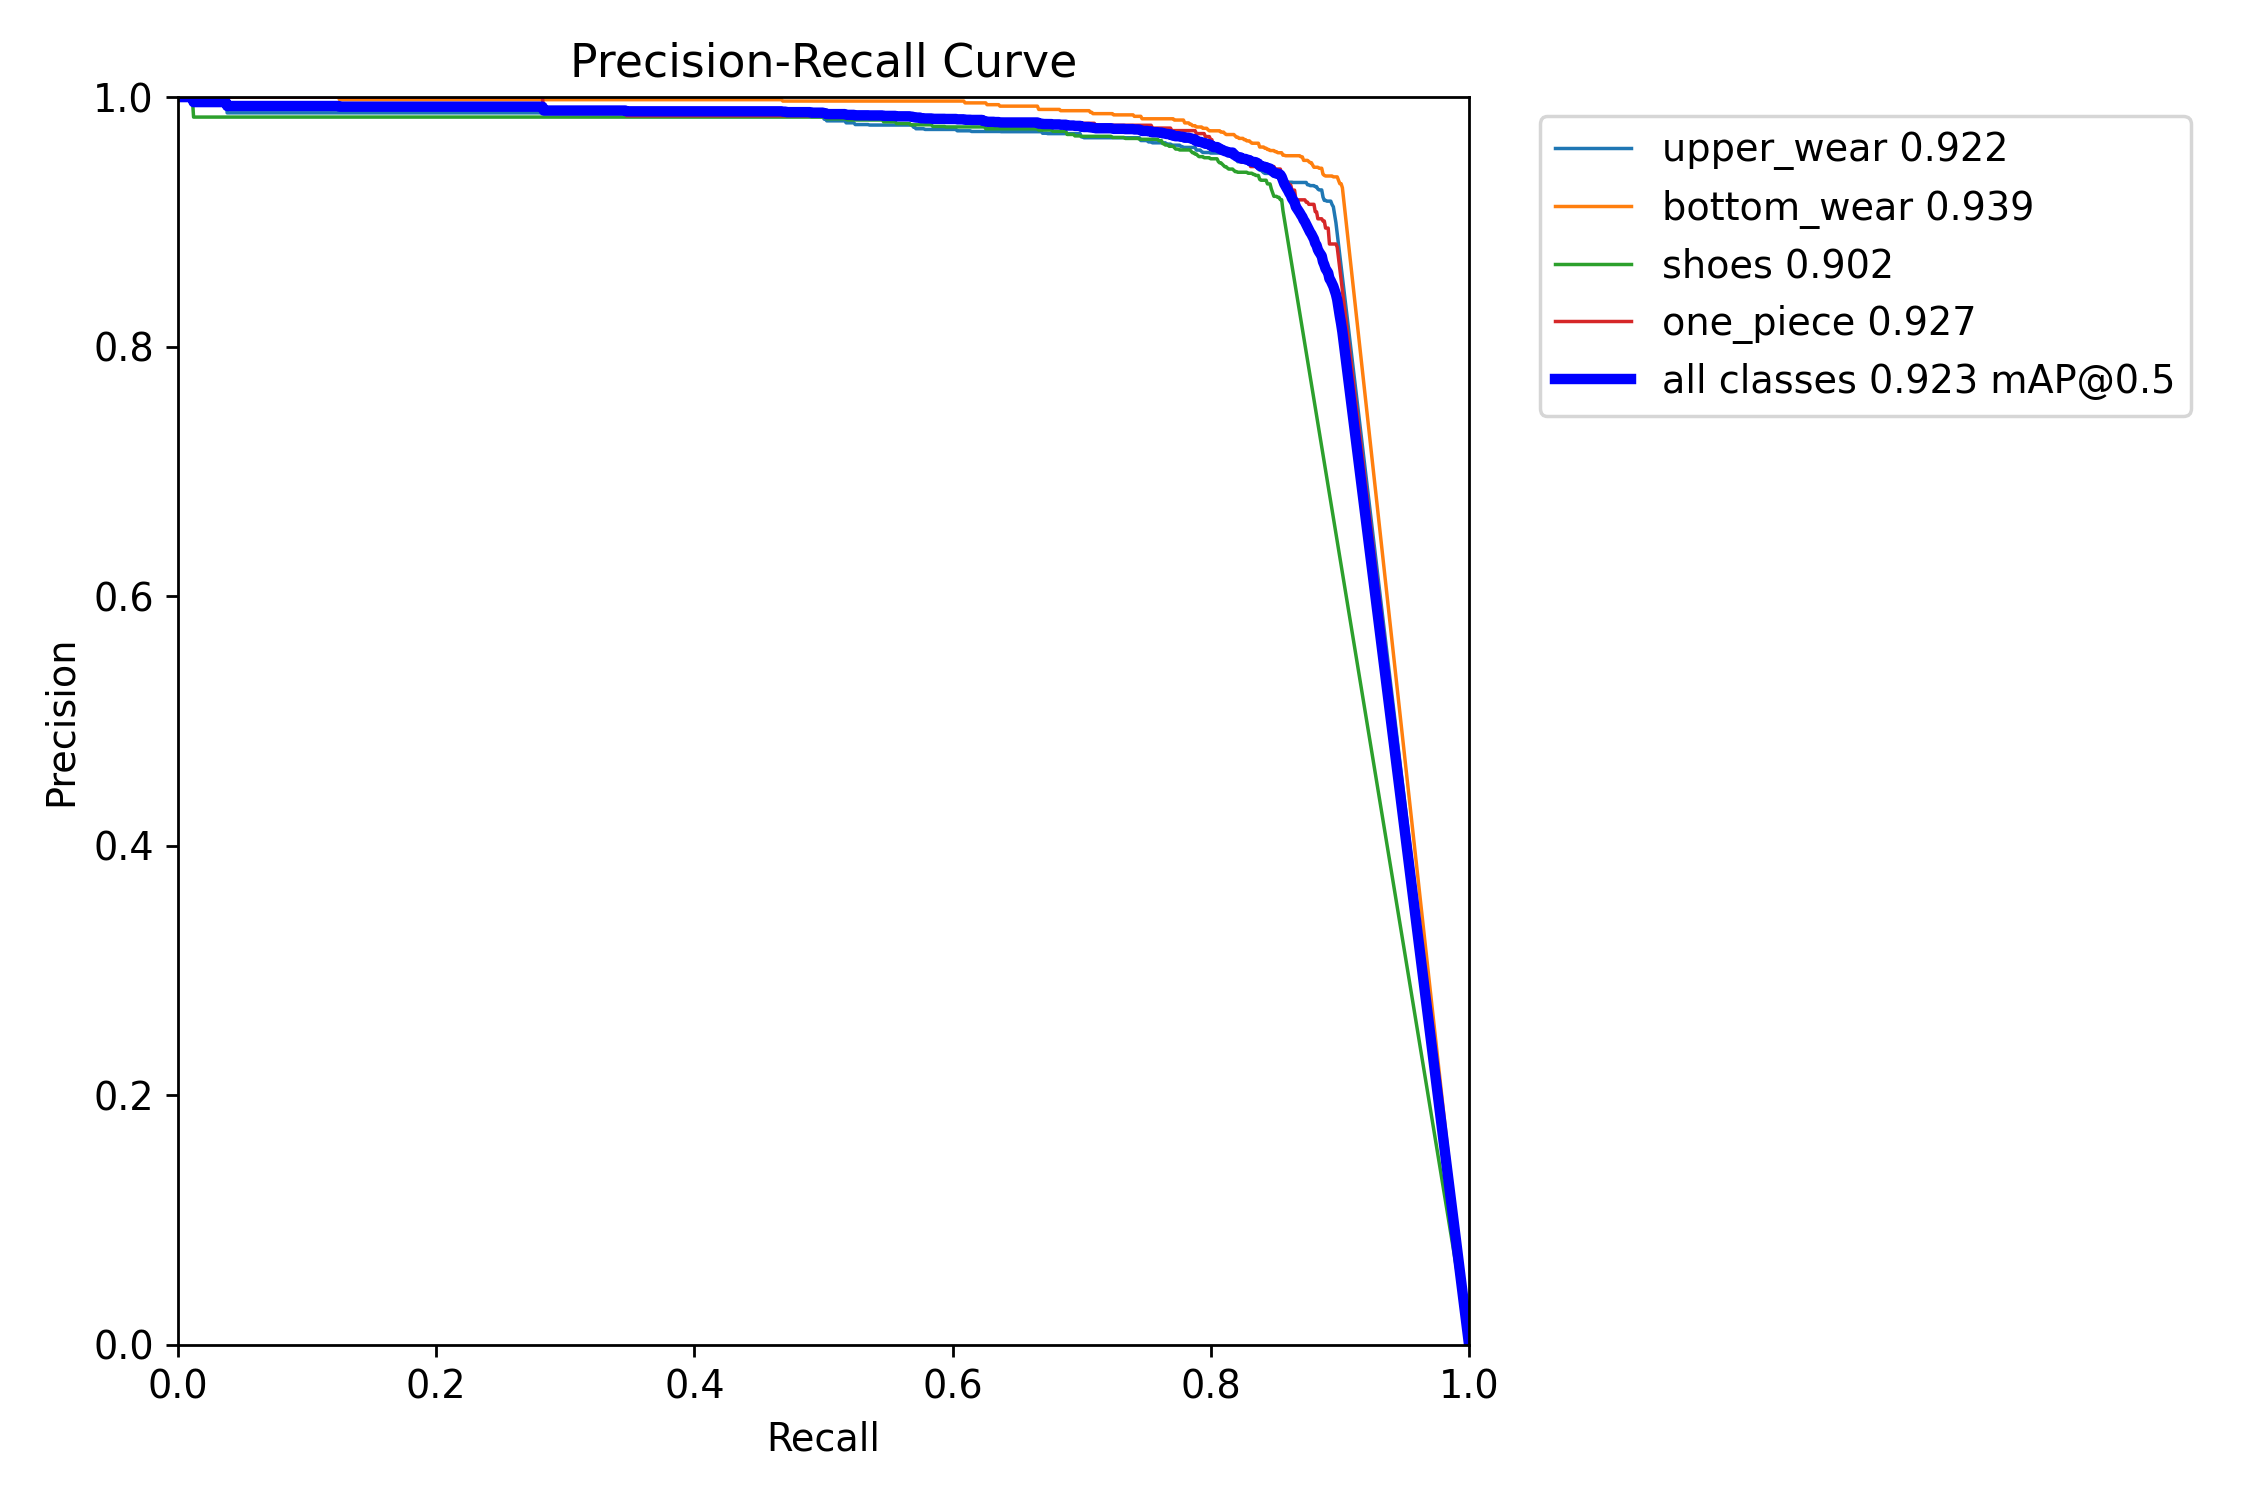 Precision-Recall Curve
1.0
0.8
0.6
0.4
0.2
0.0
Precision
0.0 0.2 0.4 0.6 0.8 1.0
Recall
upper_wear 0.922
bottom_wear 0.939
shoes 0.902
one_piece 0.927
all classes 0.923 mAP@0.5